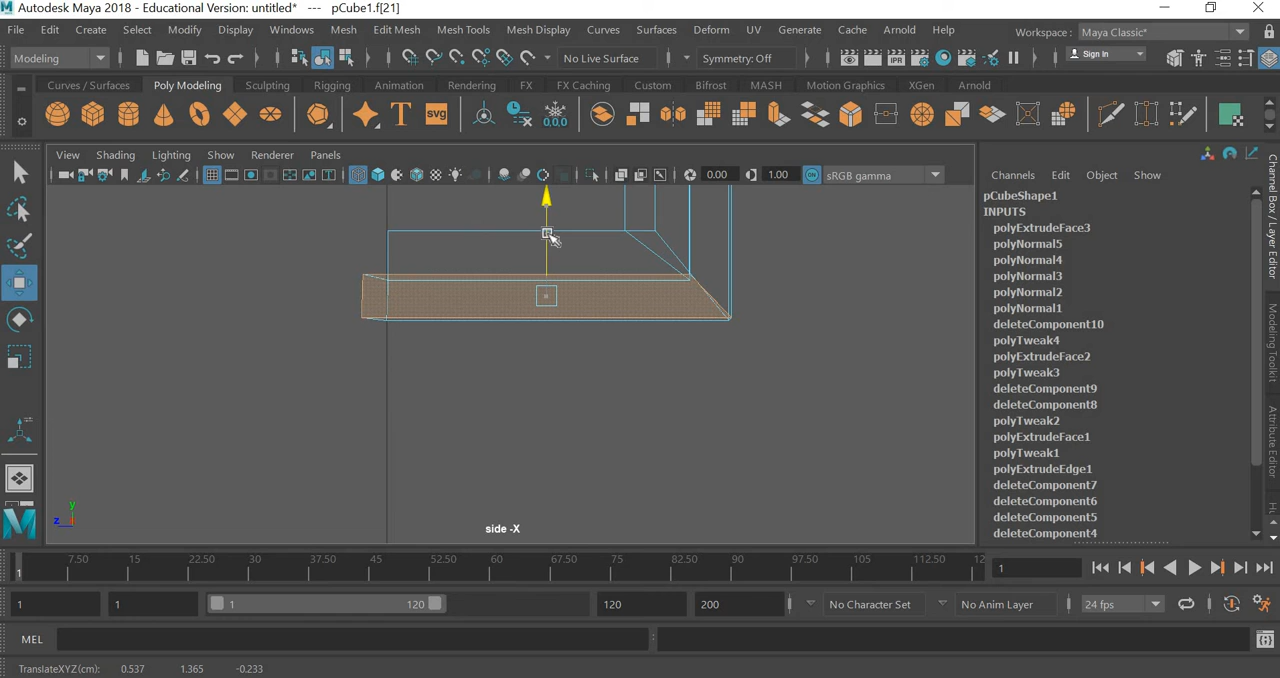 Autodesk Maya 2018 - Educational Version: untitled* --- pCube1.f[21]
File Edit Create Select Modify Display Windows Mesh Edit Mesh Mesh Tools Mesh Display Curves Surfaces Deform UV Generate Cache Arnold Help Workspace : Maya Classic*
Modeling No Live Surface Symmetry: Off IPR Sign In
Curves / Surfaces Poly Modeling Sculpting Rigging Animation Rendering FX FX Caching Custom Bifrost MASH Motion Graphics XGen Arnold
T SVG 0,0,0
View Shading Lighting Show Renderer Panels
0.00 1.00 ON sRGB gamma
Channels Edit Object Show
pCubeShape1
INPUTS
polyExtrudeFace3
polyNormal5
polyNormal4
polyNormal3
polyNormal2
polyNormal1
deleteComponent10
polyTweak4
polyExtrudeFace2
polyTweak3
deleteComponent9
deleteComponent8
polyTweak2
polyExtrudeFace1
polyTweak1
polyExtrudeEdge1
deleteComponent7
deleteComponent6
deleteComponent5
deleteComponent4
Channel Box / Layer Editor
Modeling Toolkit
Attribute Editor
y
z
side -X
1 7.50 15 22.50 30 37.50 45 52.50 60 67.50 75 82.50 90 97.50 105 112.50 12
1
1 1 1 120 120 200 No Character Set No Anim Layer 24 fps
MEL
TranslateXYZ(cm): 0.537 1.365 -0.233